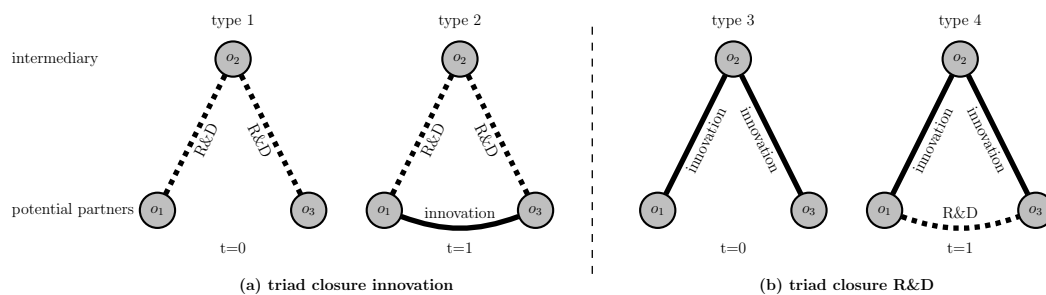 type 1
type 2
type 3
type 4
intermediary
o2
o2
o2
o2
R&D
R&D
R&D
R&D
innovation
innovation
innovation
innovation
potential partners
o1
o3
o1
innovation
o3
o1
o3
o1
R&D
o3
t=0
t=1
t=0
t=1
(a) triad closure innovation
(b) triad closure R&D